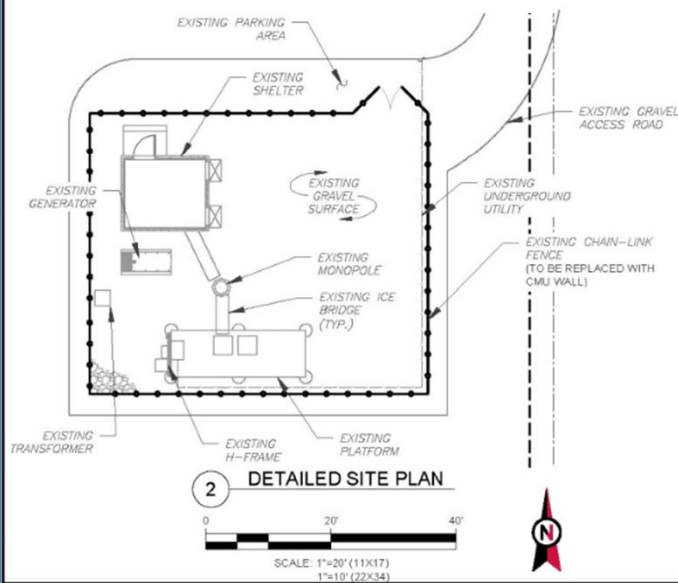 EXISTING PARKING
AREA
EXISTING
SHELTER
EXISTING GRAVEL
ACCESS ROAD
EXISTING
GENERATOR
EXISTING
GRAVEL
SURFACE
EXISTING
UNDERGROUND
UTILITY
EXISTING
MONOPOLE
EXISTING CHAIN-LINK
FENCE
(TO BE REPLACED WITH
CMU WALL)
EXISTING ICE
BRIDGE
(TYP.)
EXISTING
TRANSFORMER
EXISTING
H-FRAME
EXISTING
PLATFORM
2 DETAILED SITE PLAN
0 20' 40'
N
SCALE: 1"=20' (11X17)
1"=10' (22X34)